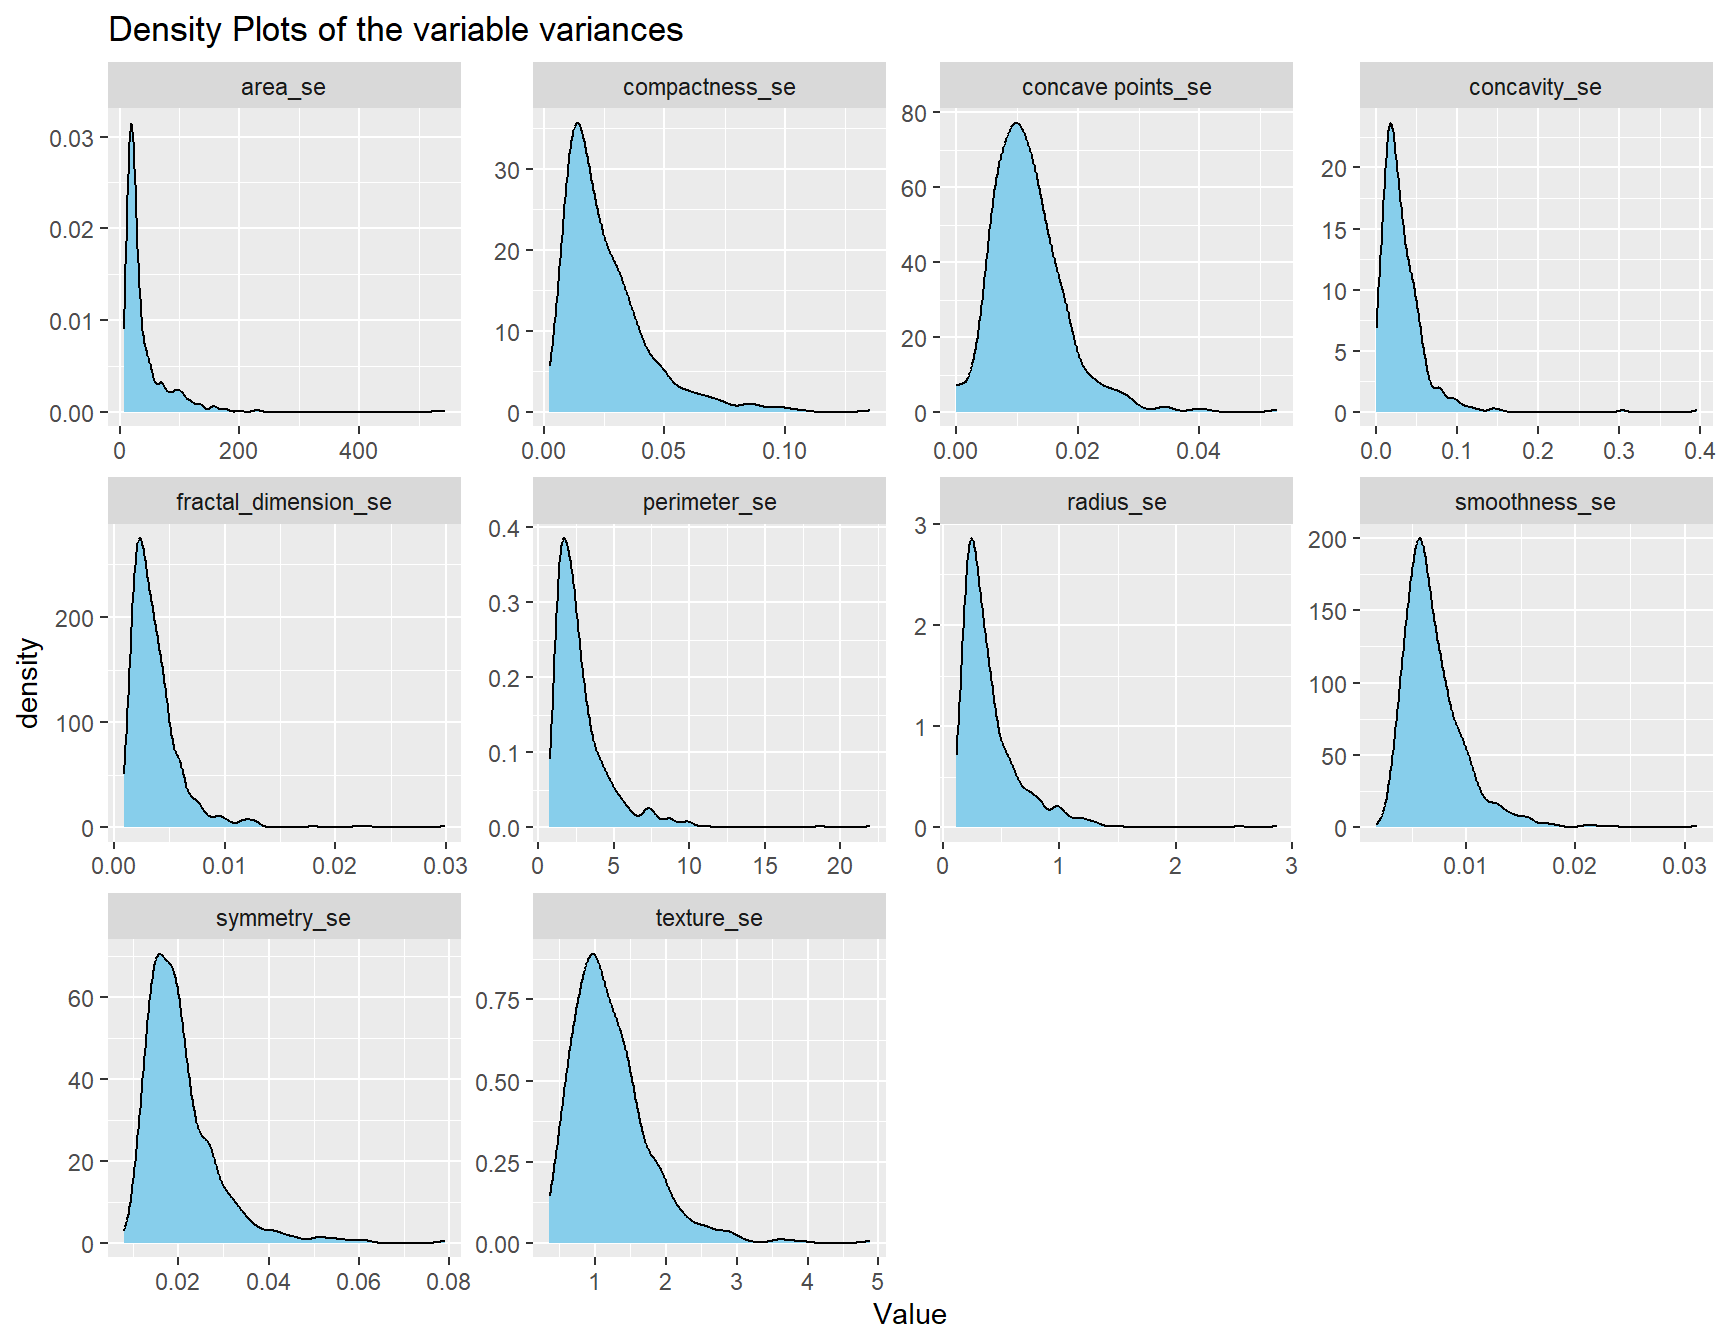 Density Plots of the variable variances
area_se compactness_se concave points_se concavity_se
0.03
0.02
0.01
0.00
0 200 400
30
20
10
0
0.00 0.05 0.10
80
60
40
20
0
0.00 0.02 0.04
20
15
10
5
0
0.0 0.1 0.2 0.3 0.4
fractal_dimension_se perimeter_se radius_se smoothness_se
200
100
0
0.00 0.01 0.02 0.03
0.4
0.3
0.2
0.1
0.0
0 5 10 15 20
3
2
1
0
0 1 2 3
200
150
100
50
0
0.01 0.02 0.03
symmetry_se texture_se
60
40
20
0
0.02 0.04 0.06 0.08
0.75
0.50
0.25
0.00
1 2 3 4 5
density
Value